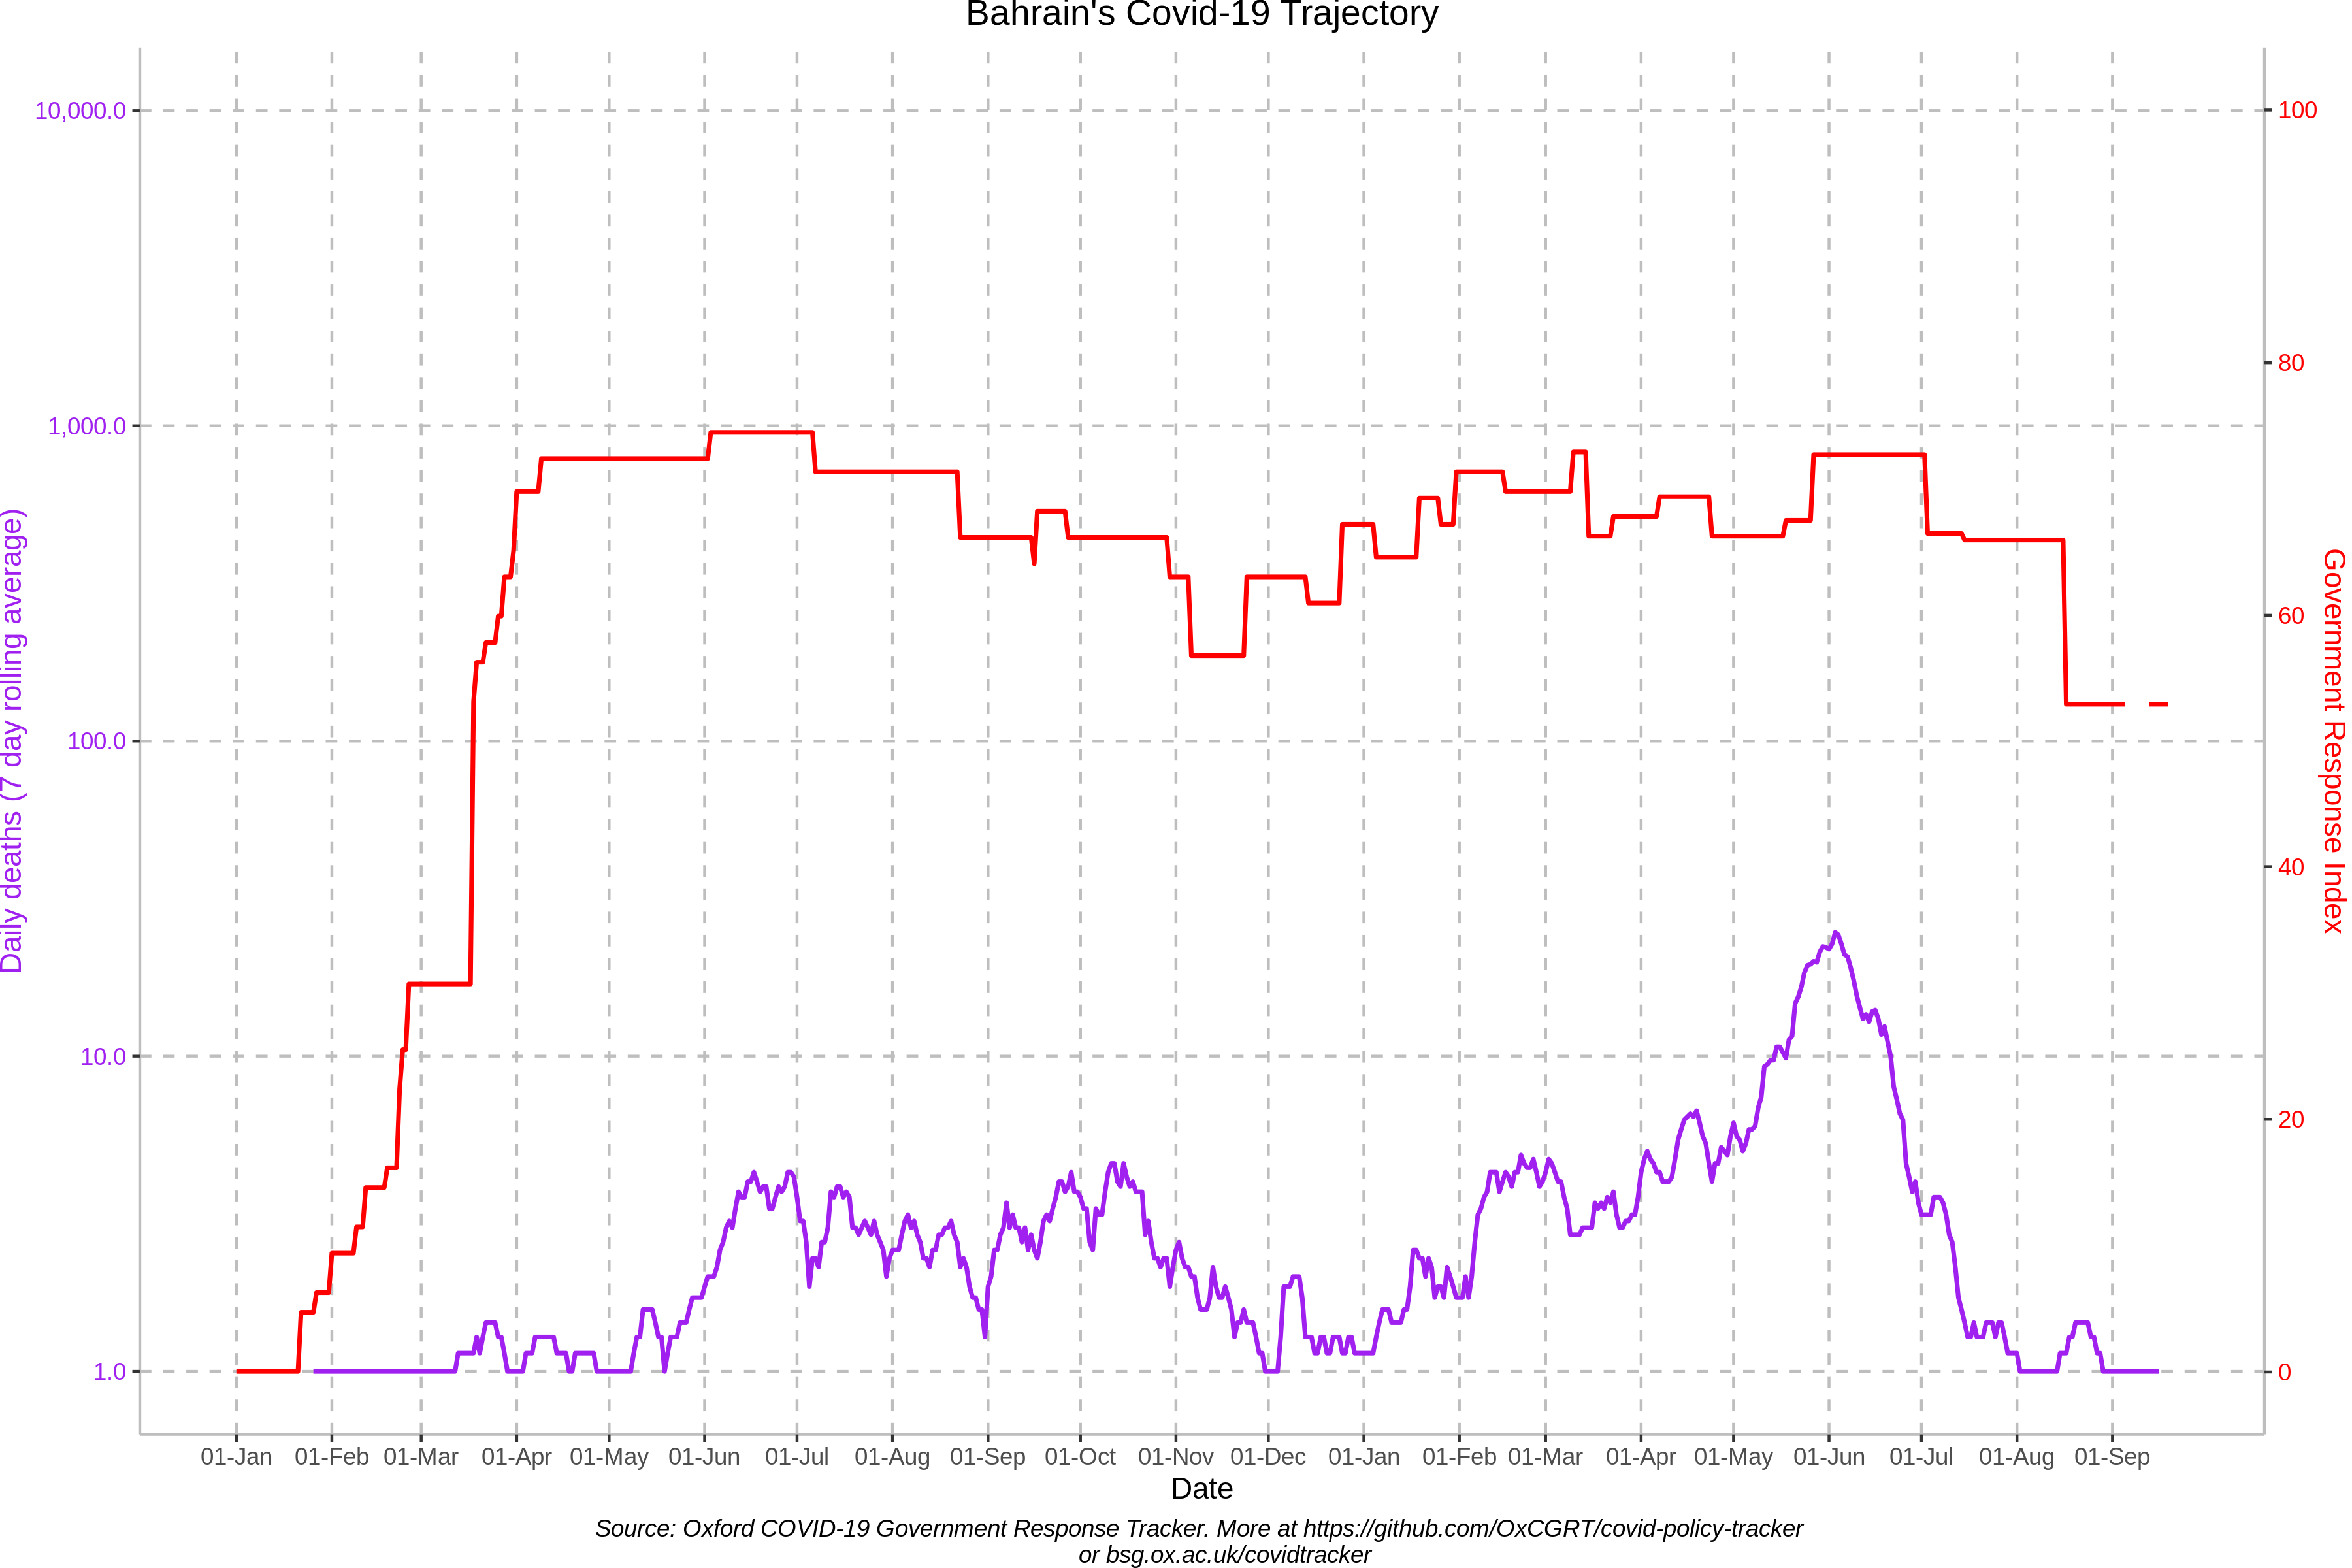 Bahrain's Covid-19 Trajectory
10,000.0
1,000.0
100.0
10.0
1.0
Daily deaths (7 day rolling average)
100
80
60
40
20
0
Government Response Index
01-Jan 01-Feb 01-Mar 01-Apr 01-May 01-Jun 01-Jul 01-Aug 01-Sep 01-Oct 01-Nov 01-Dec 01-Jan 01-Feb 01-Mar 01-Apr 01-May 01-Jun 01-Jul 01-Aug 01-Sep
Date
Source: Oxford COVID-19 Government Response Tracker. More at https://github.com/OxCGRT/covid-policy-tracker
or bsg.ox.ac.uk/covidtracker